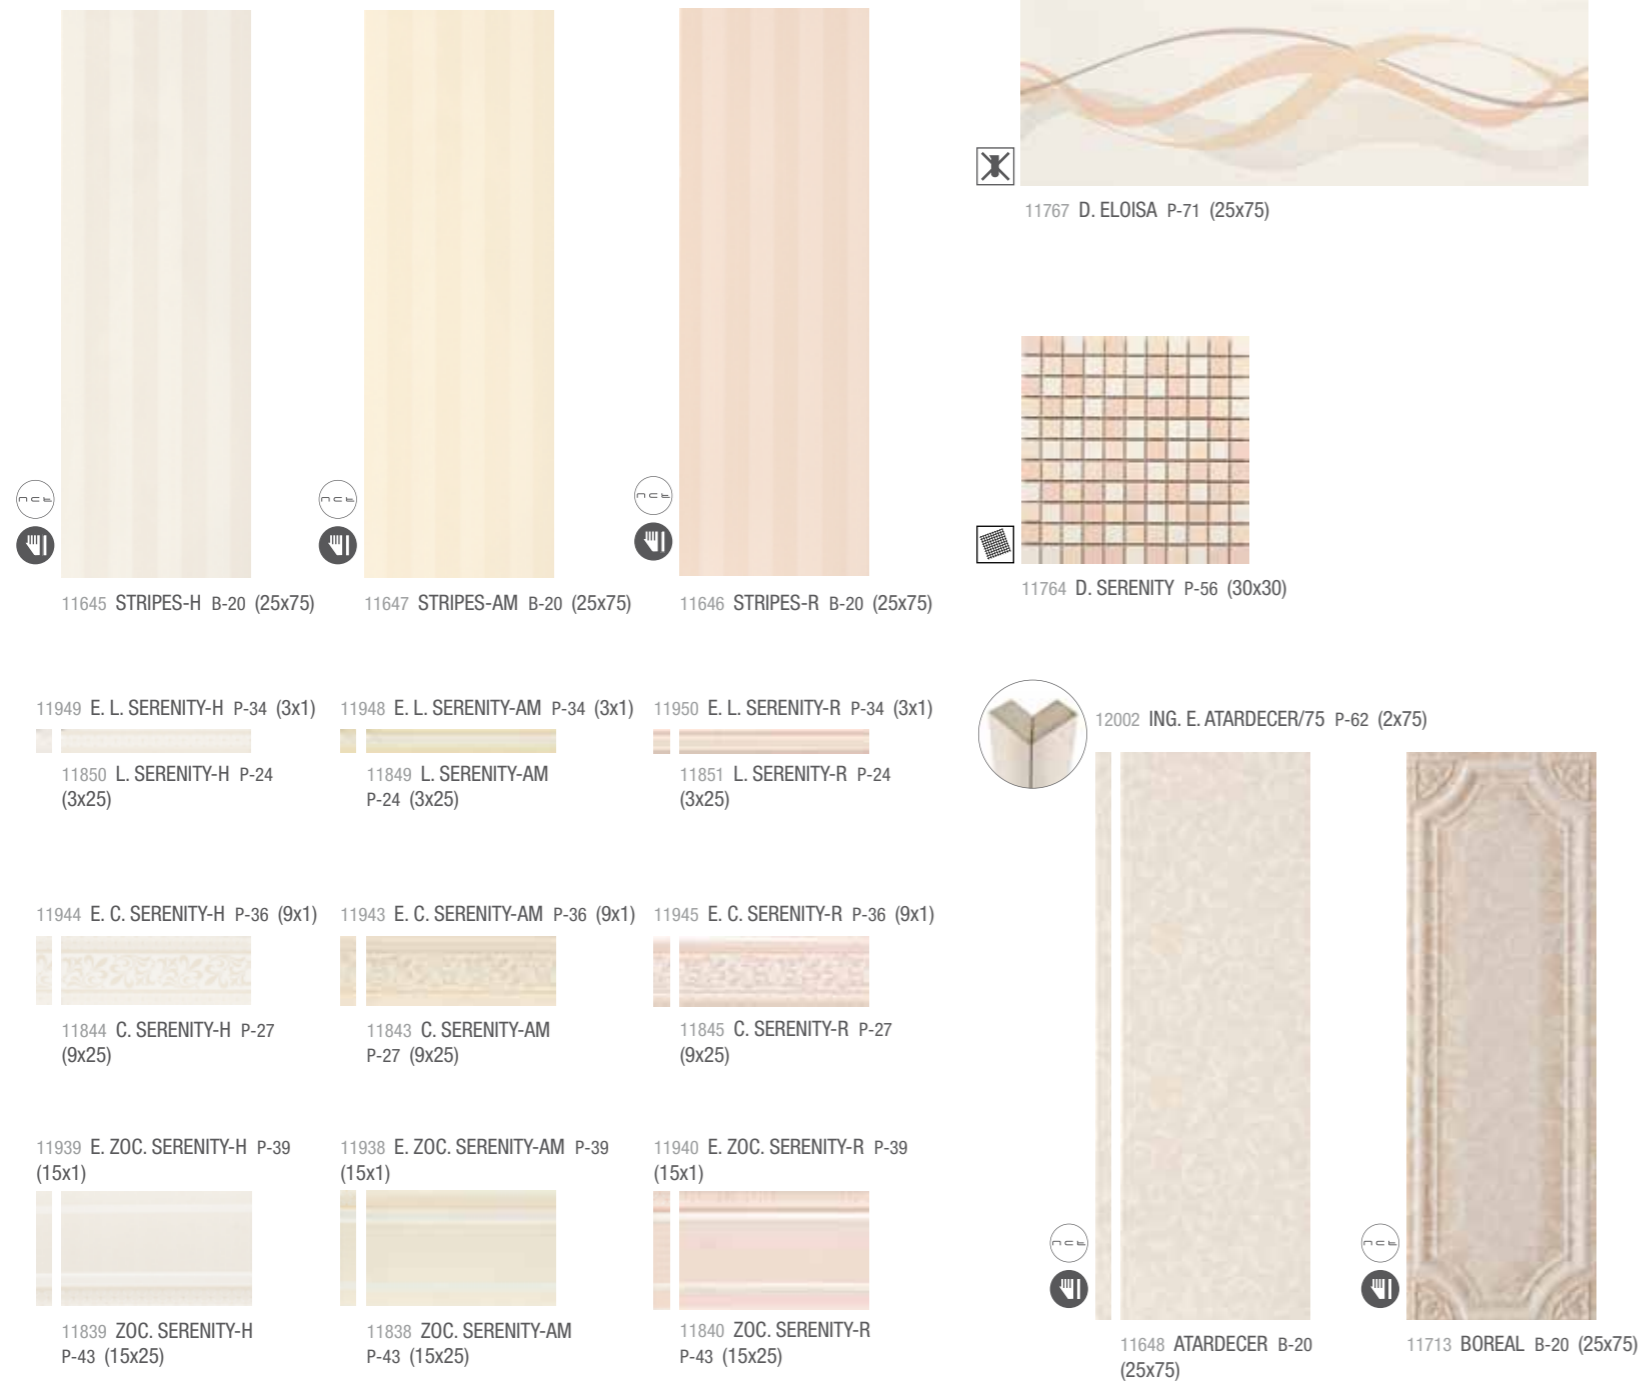 11767 D. ELOISA P-71 (25x75)
11645 STRIPES-H B-20 (25x75)
11647 STRIPES-AM B-20 (25x75)
11646 STRIPES-R B-20 (25x75)
11764 D. SERENITY P-56 (30x30)
11949 E. L. SERENITY-H P-34 (3x1)
11850 L. SERENITY-H P-24
(3x25)
11948 E. L. SERENITY-AM P-34 (3x1)
11849 L. SERENITY-AM
P-24 (3x25)
11950 E. L. SERENITY-R P-34 (3x1)
11851 L. SERENITY-R P-24
(3x25)
11944 E. C. SERENITY-H P-36 (9x1)
11844 C. SERENITY-H P-27
(9x25)
11943 E. C. SERENITY-AM P-36 (9x1)
11843 C. SERENITY-AM
P-27 (9x25)
11945 E. C. SERENITY-R P-36 (9x1)
11845 C. SERENITY-R P-27
(9x25)
11939 E. ZOC. SERENITY-H P-39
(15x1)
11839 ZOC. SERENITY-H
P-43 (15x25)
11938 E. ZOC. SERENITY-AM P-39
(15x1)
11838 ZOC. SERENITY-AM
P-43 (15x25)
11940 E. ZOC. SERENITY-R P-39
(15x1)
11840 ZOC. SERENITY-R
P-43 (15x25)
12002 ING. E. ATARDECER/75 P-62 (2x75)
11648 ATARDECER B-20
(25x75)
11713 BOREAL B-20 (25x75)